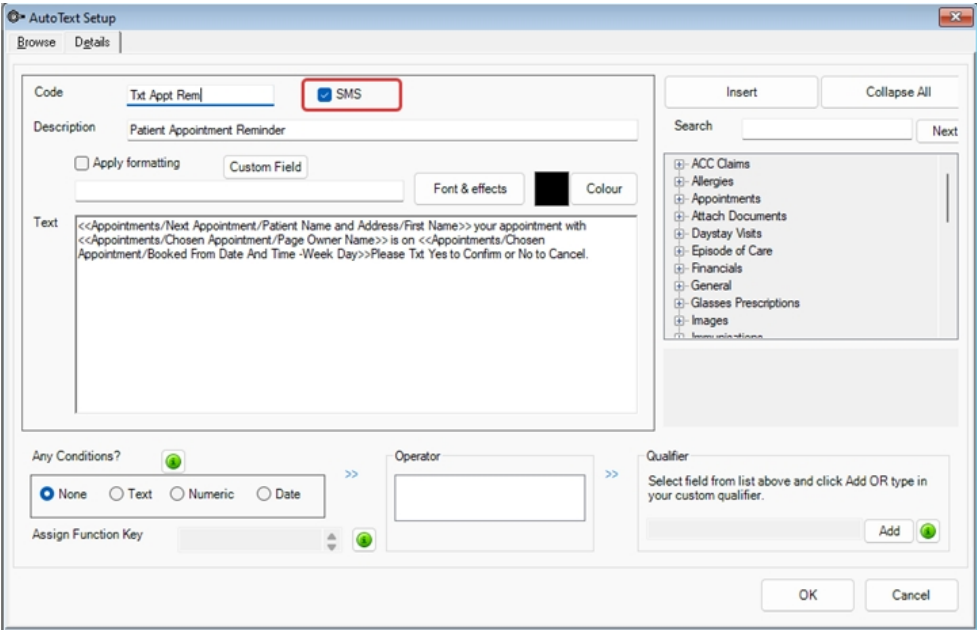 AutoText Setup
Browse Details
Code Txt Appt Rem SMS
Description Patient Appointment Reminder
Apply formatting Custom Field
Font & effects Colour
Text
<<Appointments/Next Appointment/Patient Name and Address/First Name>> your appointment with
<<Appointments/Chosen Appointment/Page Owner Name>> is on <<Appointments/Chosen
Appointment/Booked From Date And Time -Week Day>>Please Txt Yes to Confirm or No to Cancel.
Insert Collapse All
Search Next
ACC Claims
Allergies
Appointments
Attach Documents
Daystay Visits
Episode of Care
Financials
General
Glasses Prescriptions
Images
Any Conditions?
None Text Numeric Date
Assign Function Key
>>
Operator
>>
Qualifier
Select field from list above and click Add OR type in
your custom qualifier.
Add
OK Cancel